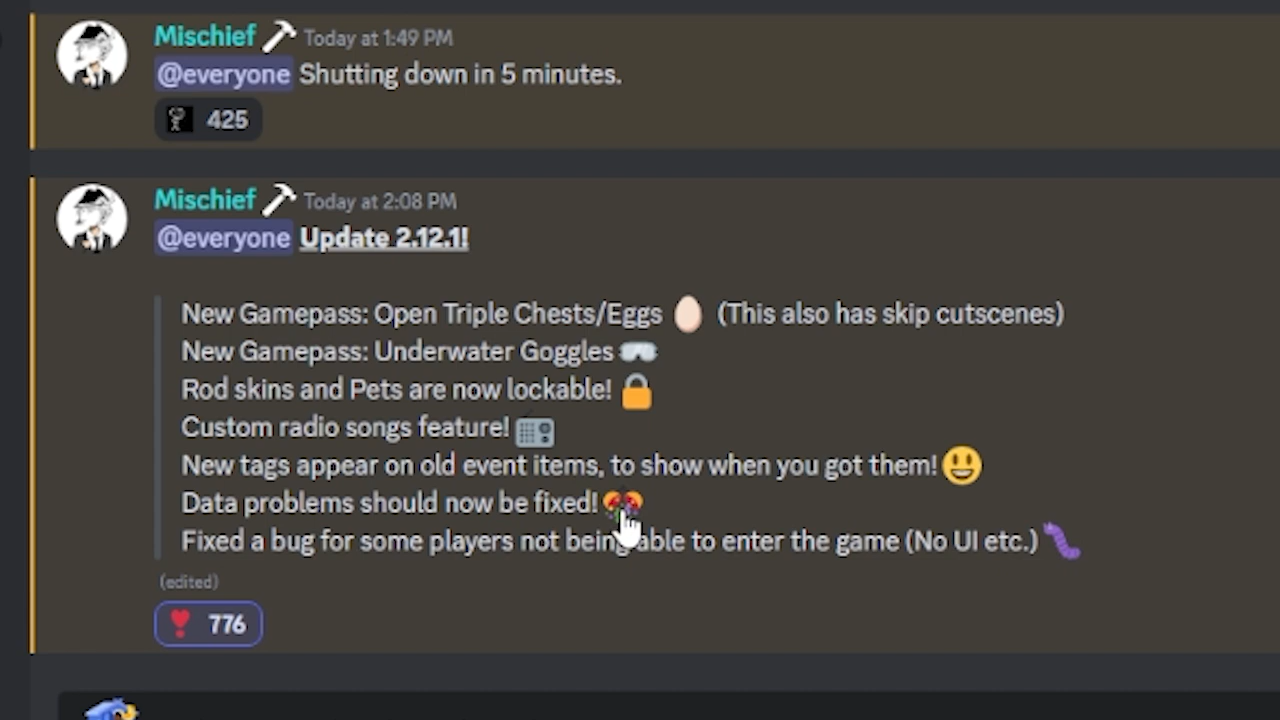 Mischief Today at 1:49 PM
@everyone Shutting down in 5 minutes.
425
Mischief Today at 2:08 PM
@everyone Update 2.12.1!
New Gamepass: Open Triple Chests/Eggs (This also has skip cutscenes)
New Gamepass: Underwater Goggles
Rod skins and Pets are now lockable!
Custom radio songs feature!
New tags appear on old event items, to show when you got them!
Data problems should now be fixed!
Fixed a bug for some players not being able to enter the game (No UI etc.)
(edited)
776